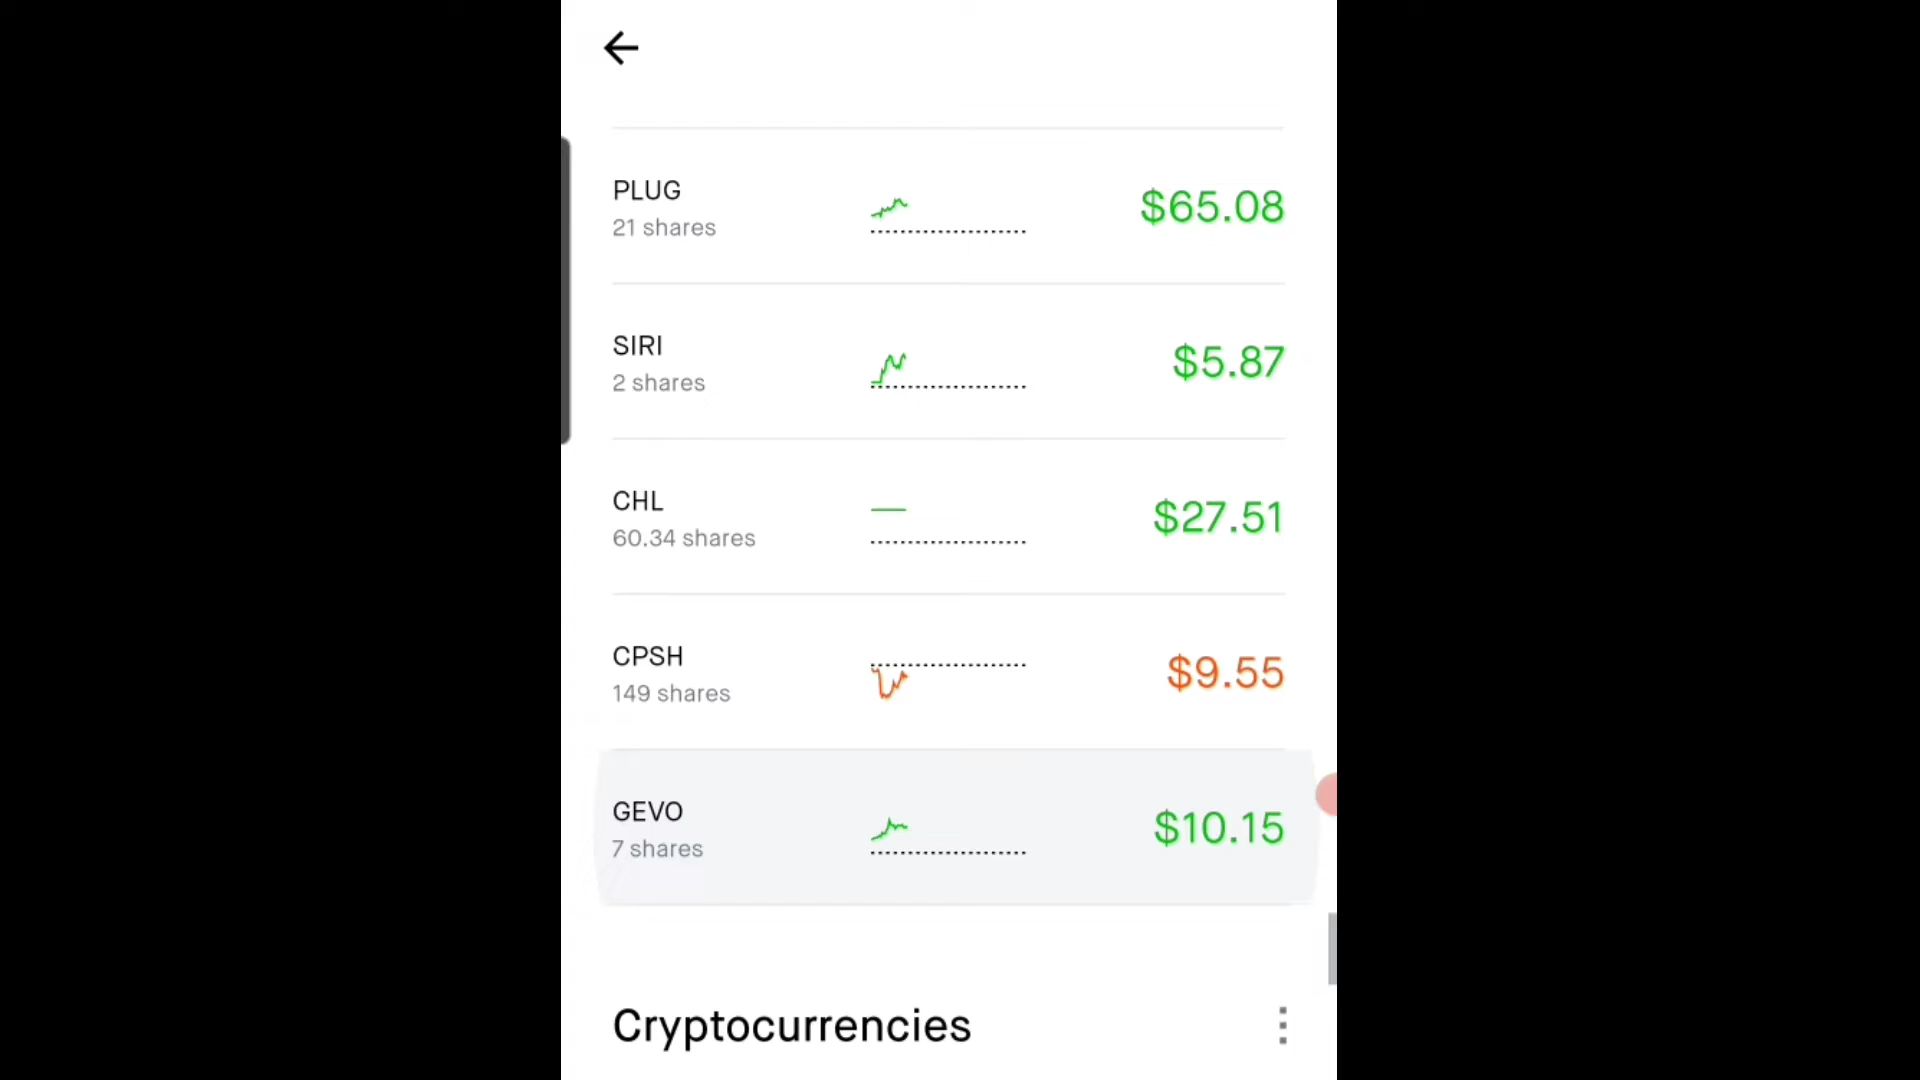 PLUG
21 shares
$65.08
SIRI
2 shares
$5.87
CHL
60.34 shares
$27.51
CPSH
149 shares
$9.55
GEVO
7 shares
$10.15
Cryptocurrencies